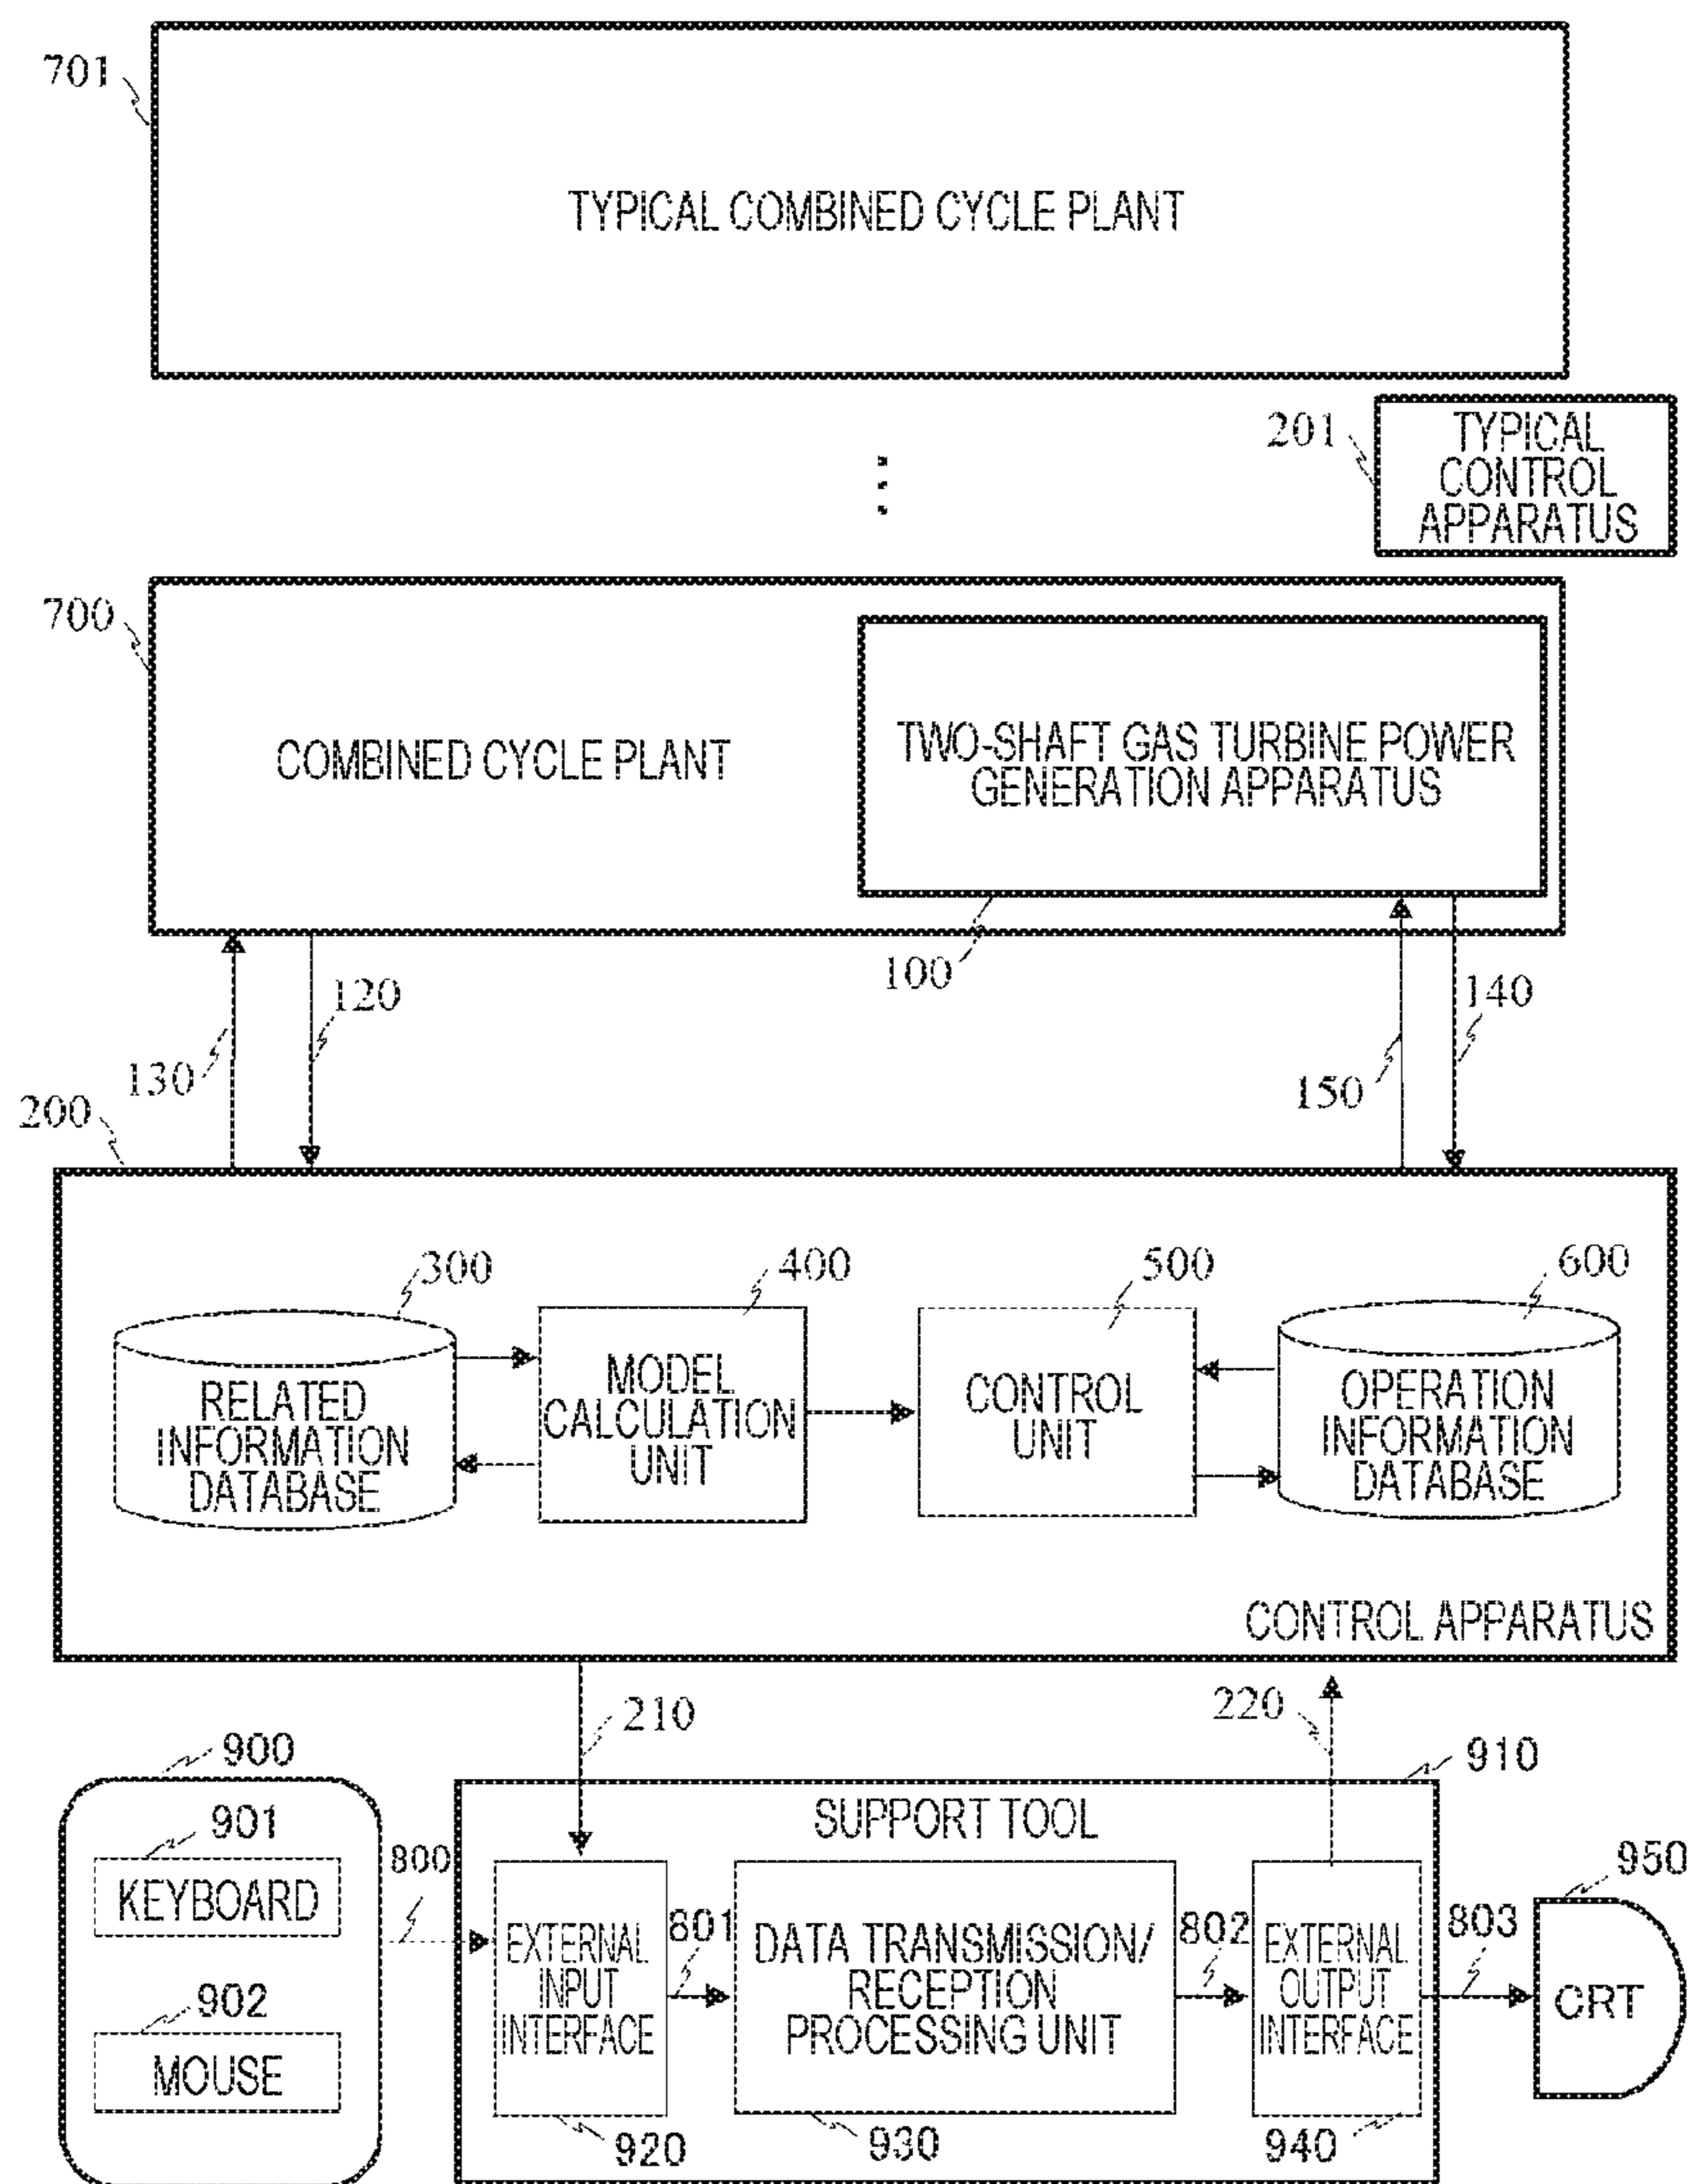 701
TYPICAL COMBINED CYCLE PLANT
201
TYPICAL
CONTROL
APPARATUS
700
COMBINED CYCLE PLANT
TWO-SHAFT GAS TURBINE POWER
GENERATION APPARATUS
100
130
120
150
140
200
300
RELATED
INFORMATION
DATABASE
400
MODEL
CALCULATION
UNIT
500
CONTROL
UNIT
600
OPERATION
INFORMATION
DATABASE
CONTROL APPARATUS
210
220
900
901
KEYBOARD
902
MOUSE
800
910
SUPPORT TOOL
EXTERNAL
INPUT
INTERFACE
920
801
DATA TRANSMISSION/
RECEPTION
PROCESSING UNIT
930
802
EXTERNAL
OUTPUT
INTERFACE
940
803
950
CRT